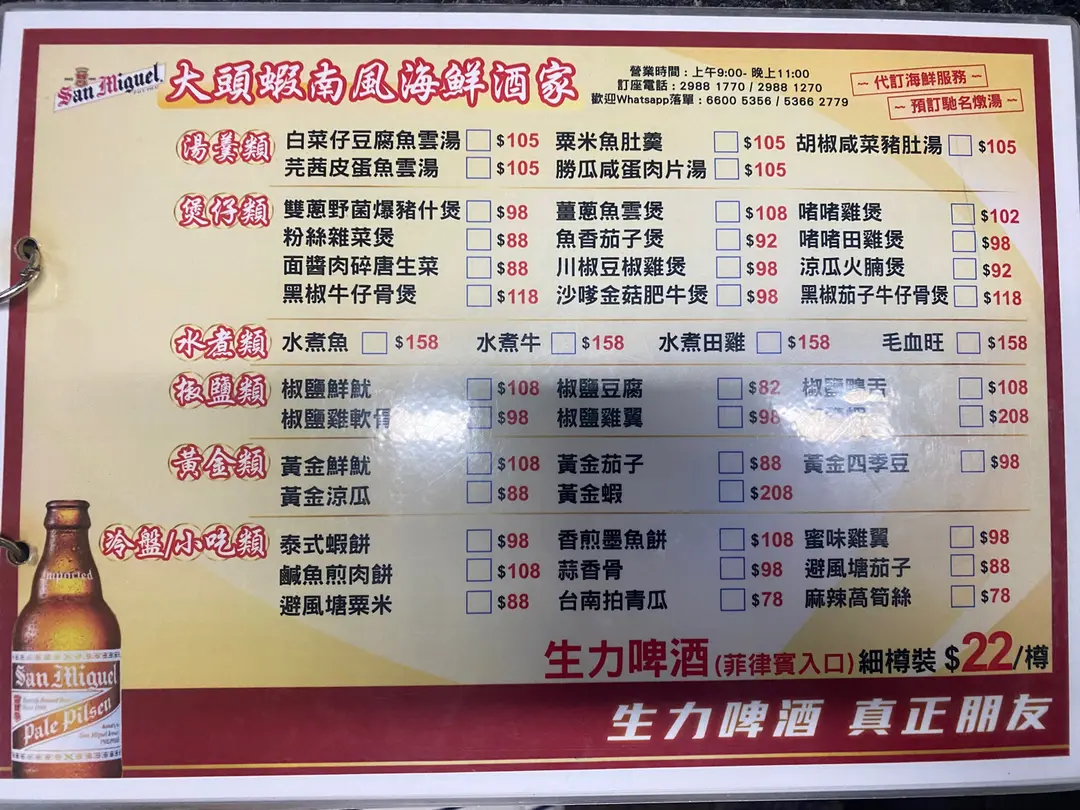 San Miguel 大頭蝦南風海鮮酒家
營業時間：上午9:00- 晚上11:00
訂座電話：2988 1770 / 2988 1270
歡迎Whatsapp落單：6600 5356 / 5366 2779
~ 代訂海鮮服務 ~
~ 預訂馳名燉湯 ~
湯羹類
白菜仔豆腐魚雲湯 $105 粟米魚肚羹 $105 胡椒咸菜豬肚湯 $105
芫茜皮蛋魚雲湯 $105 勝瓜咸蛋肉片湯 $105
煲仔類
雙蔥野菌爆豬什煲 $98 薑蔥魚雲煲 $108 啫啫雞煲 $102
粉絲雜菜煲 $88 魚香茄子煲 $92 啫啫田雞煲 $98
面醬肉碎唐生菜 $88 川椒豆椒雞煲 $98 涼瓜火腩煲 $92
黑椒牛仔骨煲 $118 沙嗲金菇肥牛煲 $98 黑椒茄子牛仔骨煲 $118
水煮類 水煮魚 $158 水煮牛 $158 水煮田雞 $158 毛血旺 $158
椒鹽類 椒鹽鮮魷 $108 椒鹽豆腐 $82 椒鹽鴨舌 $108
椒鹽雞軟骨 $98 椒鹽雞翼 $98 $208
黃金類 黃金鮮魷 $108 黃金茄子 $88 黃金四季豆 $98
黃金涼瓜 $88 黃金蝦 $208
冷盤/小吃類 泰式蝦餅 $98 香煎墨魚餅 $108 蜜味雞翼 $98
鹹魚煎肉餅 $108 蒜香骨 $98 避風塘茄子 $88
避風塘粟米 $88 台南拍青瓜 $78 麻辣萵筍絲 $78
生力啤酒 (菲律賓入口) 細樽裝 $22/樽
生力啤酒 真正朋友
Imported
San Miguel
Pale Pilsen